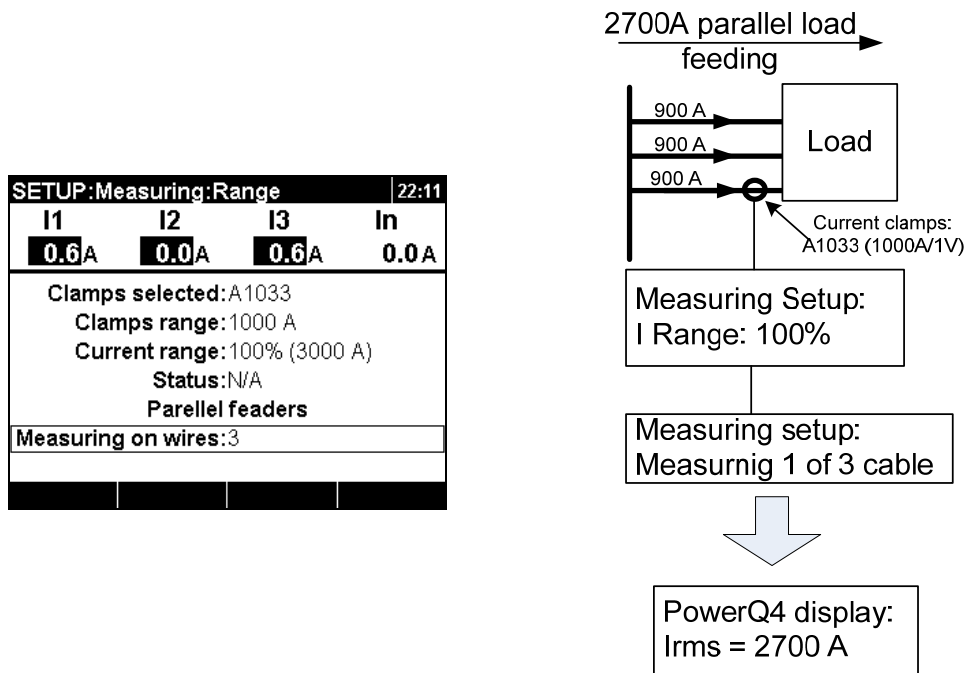 SETUP:Measuring:Range 22:11
I1 I2 I3 In
0.6A 0.0A 0.6A 0.0A
Clamps selected:A1033
Clamps range:1000 A
Current range:100% (3000 A)
Status:N/A
Parellel feaders
Measuring on wires:3
2700A parallel load
feeding
900 A
900 A
900 A
Load
Current clamps:
A1033 (1000A/1V)
Measuring Setup:
I Range: 100%
Measuring setup:
Measurnig 1 of 3 cable
PowerQ4 display:
Irms = 2700 A